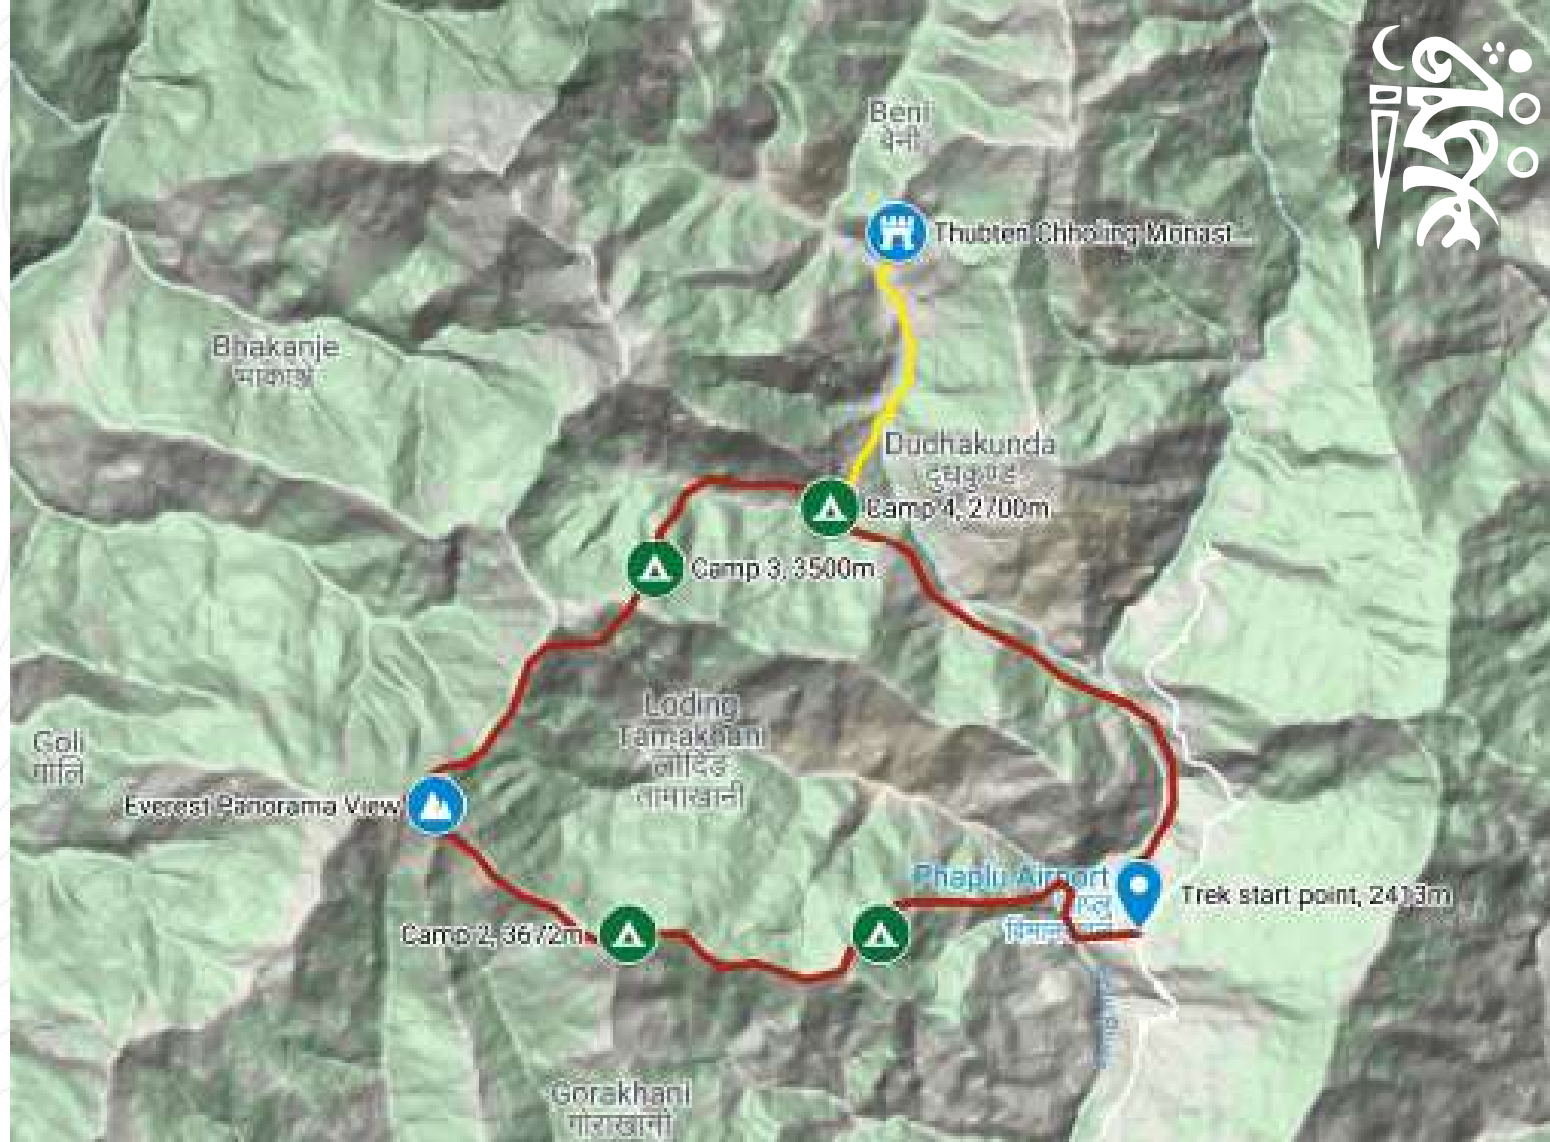 Beni
बेनी
Thubten Chholing Monast...
Bhakanje
भाकाञ्जे
Dudhakunda
दुधकुण्ड
Camp 4, 2700m
Camp 3, 3500m
Loding
Tamakhani
लोदिङ
तामाखानी
Goli
गोलि
Everest Panorama View
Phaplu Airport
Trek start point, 2413m
Camp 2, 3672m
Gorakhani
गोराखानी